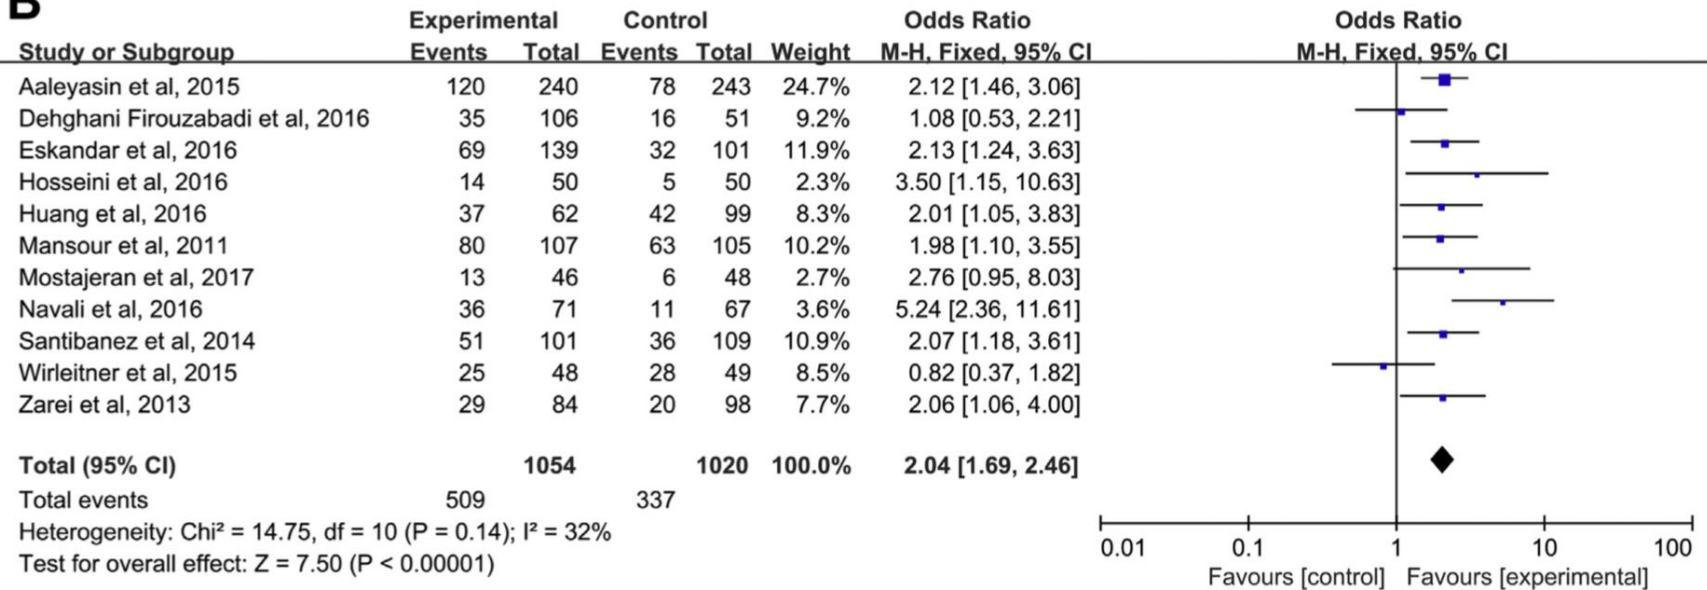 B
Experimental Control Odds Ratio Odds Ratio
Study or Subgroup Events Total Events Total Weight M-H, Fixed, 95% CI M-H, Fixed, 95% CI
Aaleyasin et al, 2015 120 240 78 243 24.7% 2.12 [1.46, 3.06]
Dehghani Firouzabadi et al, 2016 35 106 16 51 9.2% 1.08 [0.53, 2.21]
Eskandar et al, 2016 69 139 32 101 11.9% 2.13 [1.24, 3.63]
Hosseini et al, 2016 14 50 5 50 2.3% 3.50 [1.15, 10.63]
Huang et al, 2016 37 62 42 99 8.3% 2.01 [1.05, 3.83]
Mansour et al, 2011 80 107 63 105 10.2% 1.98 [1.10, 3.55]
Mostajeran et al, 2017 13 46 6 48 2.7% 2.76 [0.95, 8.03]
Navali et al, 2016 36 71 11 67 3.6% 5.24 [2.36, 11.61]
Santibanez et al, 2014 51 101 36 109 10.9% 2.07 [1.18, 3.61]
Wirleitner et al, 2015 25 48 28 49 8.5% 0.82 [0.37, 1.82]
Zarei et al, 2013 29 84 20 98 7.7% 2.06 [1.06, 4.00]
Total (95% CI) 1054 1020 100.0% 2.04 [1.69, 2.46]
Total events 509 337
Heterogeneity: Chi² = 14.75, df = 10 (P = 0.14); I² = 32%
Test for overall effect: Z = 7.50 (P < 0.00001)
0.01 0.1 1 10 100
Favours [control] Favours [experimental]